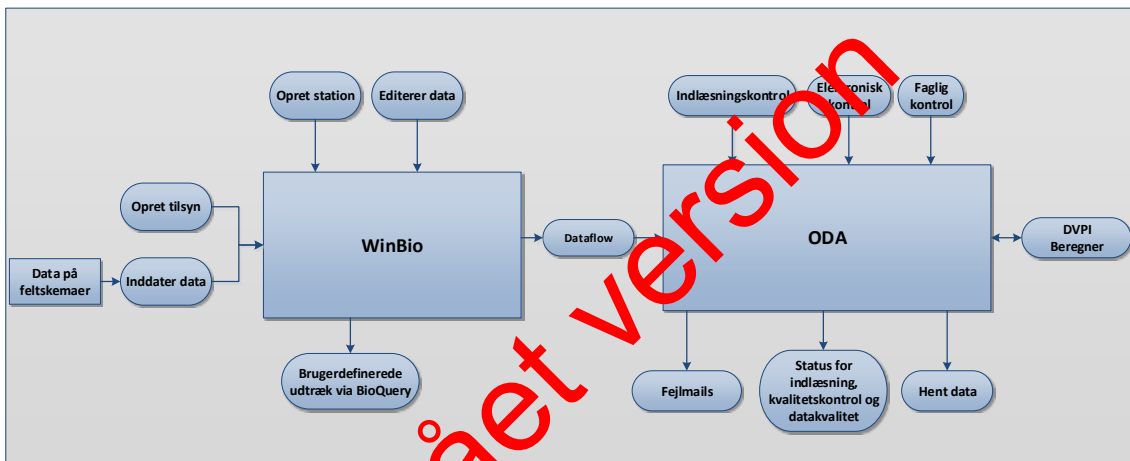 Opret station
Editerer data
Indlæsningskontrol
Elektronisk
kontrol
Faglig
kontrol
Opret tilsyn
WinBio
Dataflow
ODA
DVPI
Beregner
Data på
feltskemaer
Inddater data
Brugerdefinerede
udtræk via BioQuery
Fejlmails
Status for
indlæsning,
kvalitetskontrol og
datakvalitet
Hent data
ået version